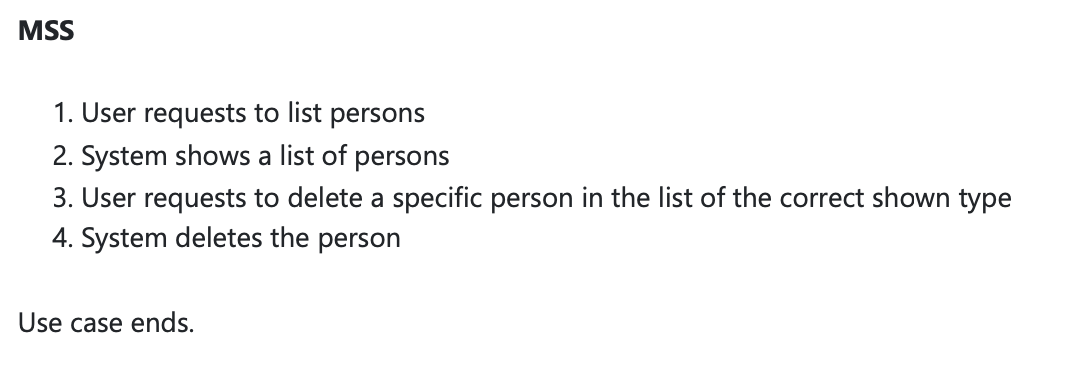 MSS
1. User requests to list persons
2. System shows a list of persons
3. User requests to delete a specific person in the list of the correct shown type
4. System deletes the person
Use case ends.